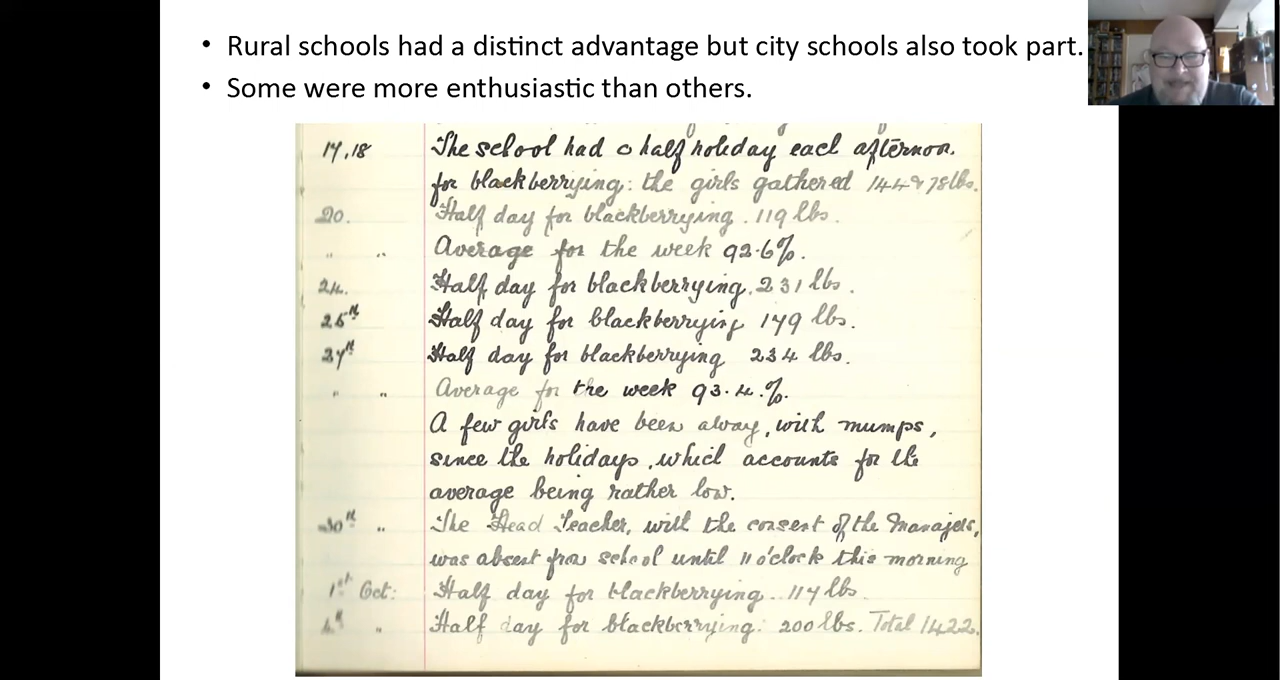 • Rural schools had a distinct advantage but city schools also took part.
• Some were more enthusiastic than others.
17,18 The school had a half holiday each afternoon,
for blackberrying: the girls gathered 144 & 78 lbs.
20. Half day for blackberrying. 119 lbs.
" " Average for the week 92.6%.
24. Half day for blackberrying. 231 lbs.
25th Half day for blackberrying 179 lbs.
27th Half day for blackberrying 234 lbs.
" " Average for the week 93.4.%.
A few girls have been away, with mumps,
since the holidays, which accounts for the
average being rather low.
30th " The Head Teacher, with the consent of the Managers,
was absent from school until 11 o'clock this morning
1st Oct: Half day for blackberrying. 117 lbs.
4th " Half day for blackberrying: 200 lbs. Total 1422.